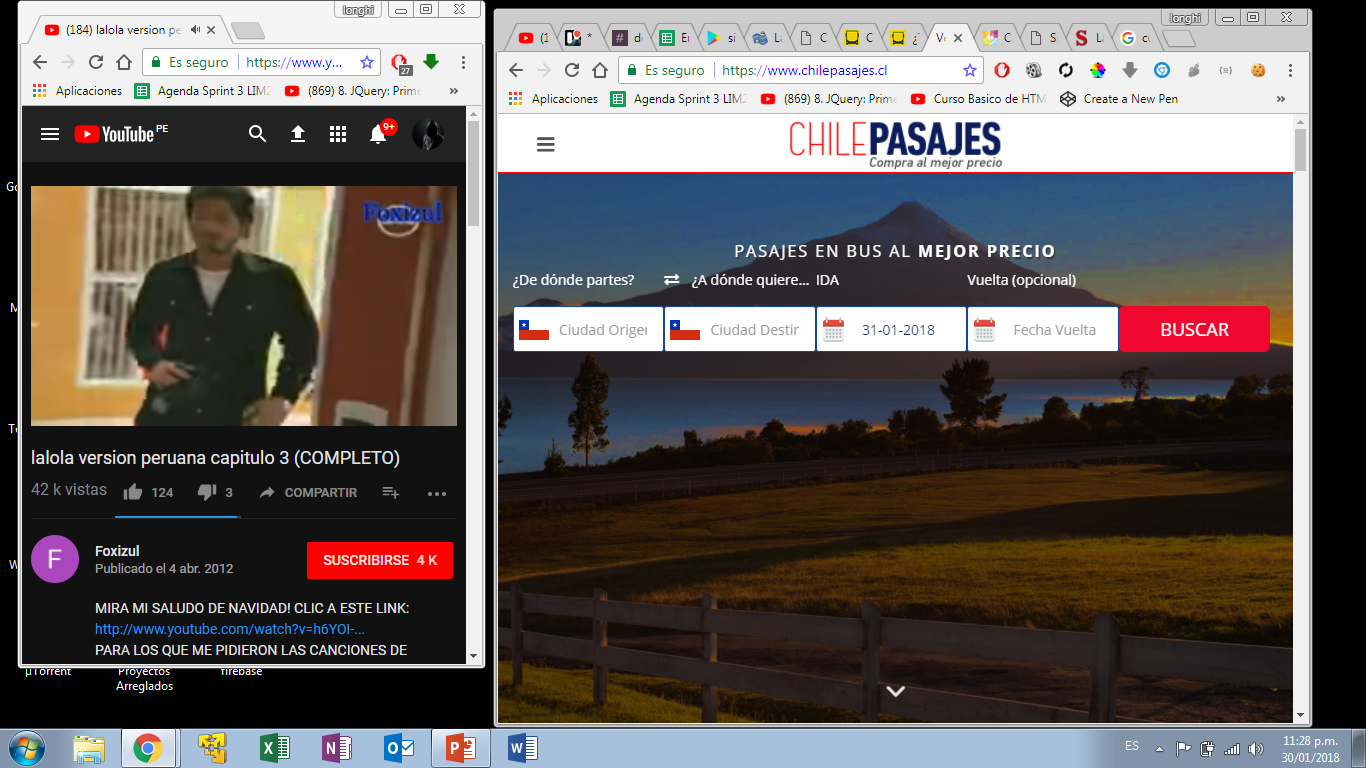 longhi
(184) lalola version pe
Es seguro https://www.y...
27
Aplicaciones Agenda Sprint 3 LIM2 (869) 8. JQuery: Prime »
YouTube PE
9+
Foxizul
lalola version peruana capitulo 3 (COMPLETO)
42 k vistas 124 3 COMPARTIR
F
Foxizul
Publicado el 4 abr. 2012
SUSCRIBIRSE 4 K
MIRA MI SALUDO DE NAVIDAD! CLIC A ESTE LINK:
http://www.youtube.com/watch?v=h6YOI-...
PARA LOS QUE ME PIDIERON LAS CANCIONES DE
longhi
Es seguro https://www.chilepasajes.cl
Aplicaciones Agenda Sprint 3 LIM2 (869) 8. JQuery: Prime Curso Basico de HTM Create a New Pen »
CHILEPASAJES
Compra al mejor precio
PASAJES EN BUS AL MEJOR PRECIO
¿De dónde partes? ¿A dónde quiere... IDA Vuelta (opcional)
Ciudad Origen Ciudad Destin 31-01-2018 Fecha Vuelta BUSCAR
µTorrent Proyectos firebase
Arreglados
ES 11:28 p.m.
30/01/2018